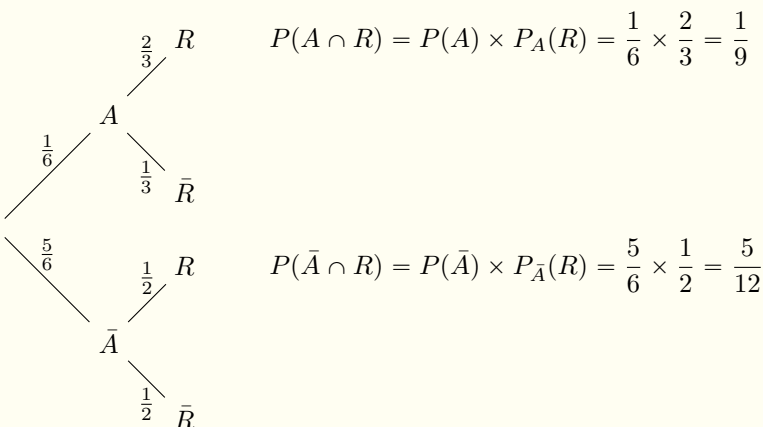 2/3 R P(A ∩ R) = P(A) × P_A(R) = 1/6 × 2/3 = 1/9
A
1/6
1/3 R̄
5/6
1/2 R P(Ā ∩ R) = P(Ā) × P_Ā(R) = 5/6 × 1/2 = 5/12
Ā
1/2 R̄